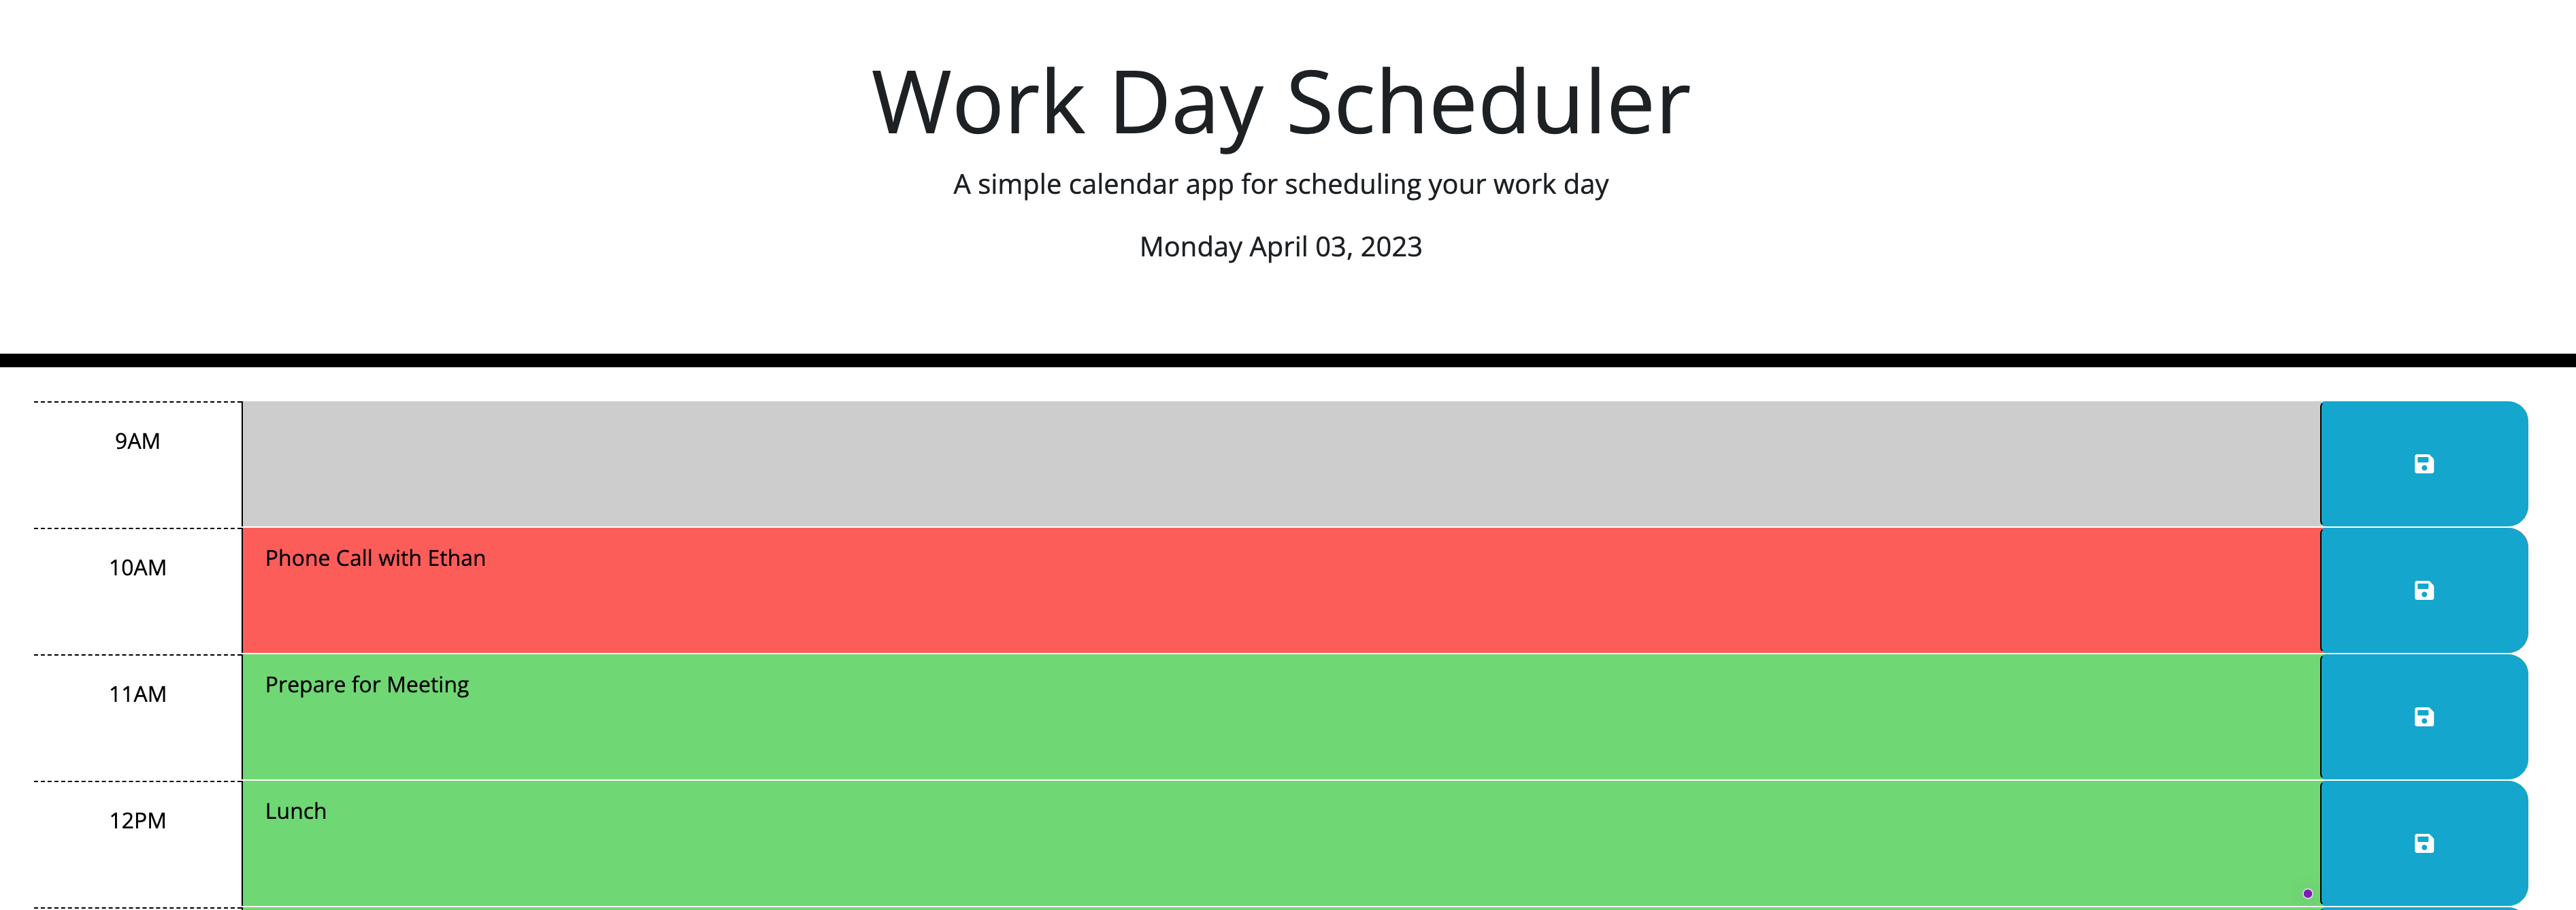 Work Day Scheduler
A simple calendar app for scheduling your work day
Monday April 03, 2023
9AM
10AM
Phone Call with Ethan
11AM
Prepare for Meeting
12PM
Lunch